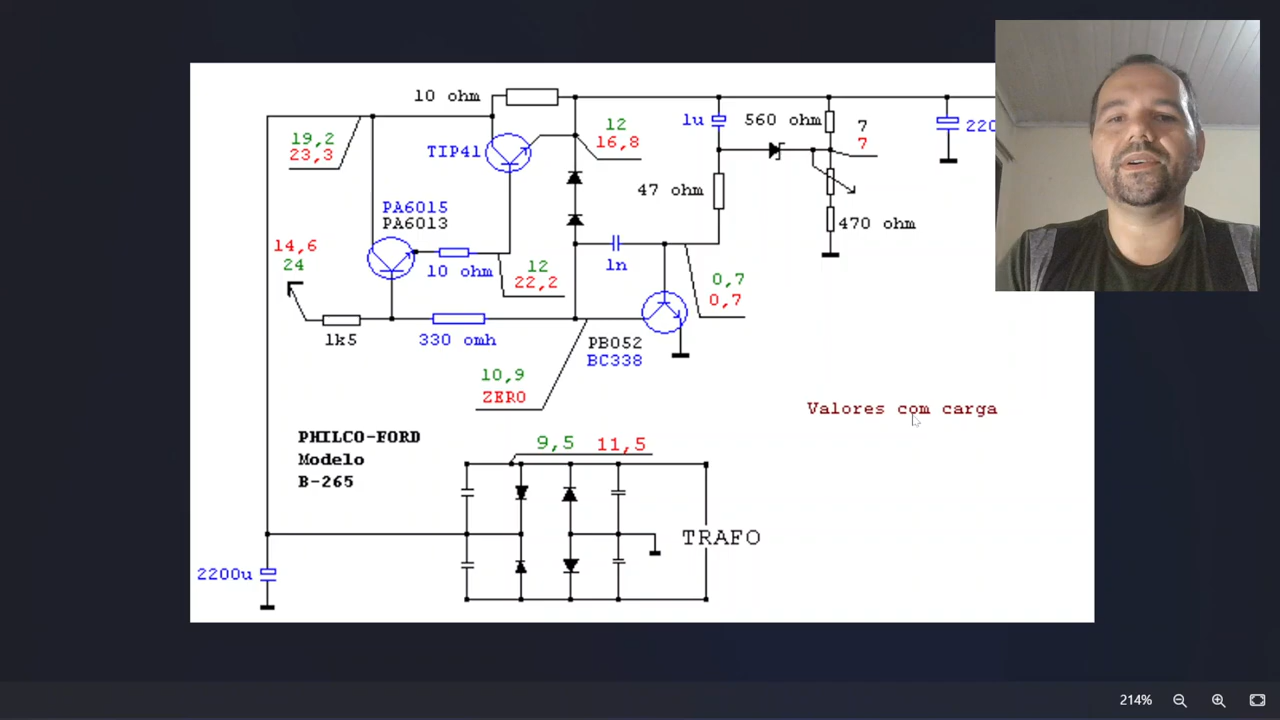 10 ohm
1u
560 ohm
7
7
220
19,2
23,3
TIP41
12
16,8
47 ohm
470 ohm
PA6015
PA6013
14,6
24
10 ohm
12
22,2
1n
0,7
0,7
1k5
330 omh
PB052
BC338
10,9
ZERO
Valores com carga
PHILCO-FORD
Modelo
B-265
9,5 11,5
TRAFO
2200u
214%